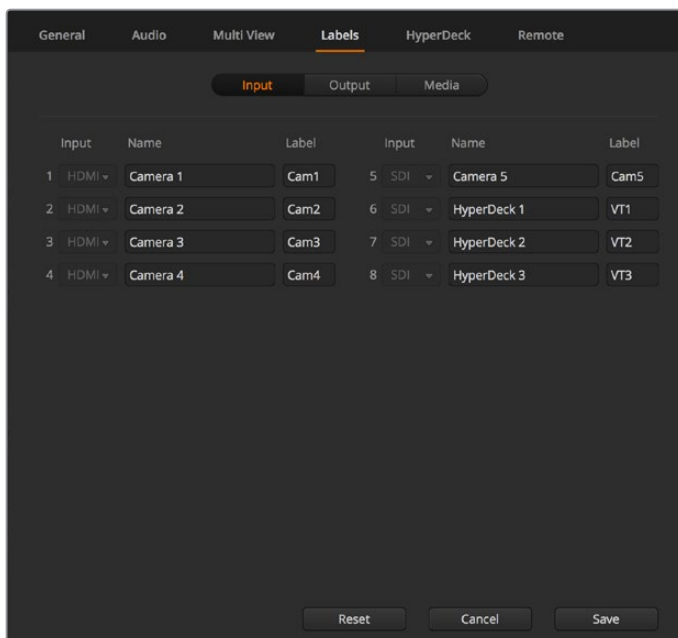 General Audio Multi View Labels HyperDeck Remote
Input Output Media
Input Name Label Input Name Label
1 HDMI Camera 1 Cam1 5 SDI Camera 5 Cam5
2 HDMI Camera 2 Cam2 6 SDI HyperDeck 1 VT1
3 HDMI Camera 3 Cam3 7 SDI HyperDeck 2 VT2
4 HDMI Camera 4 Cam4 8 SDI HyperDeck 3 VT3
Reset Cancel Save